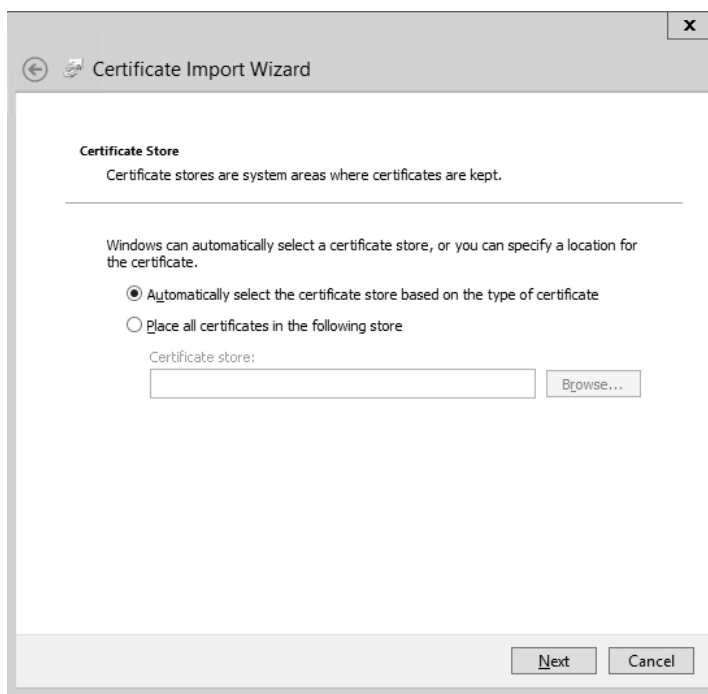 x
Certificate Import Wizard
Certificate Store
Certificate stores are system areas where certificates are kept.
Windows can automatically select a certificate store, or you can specify a location for
the certificate.
Automatically select the certificate store based on the type of certificate
Place all certificates in the following store
Certificate store:
Browse...
Next Cancel